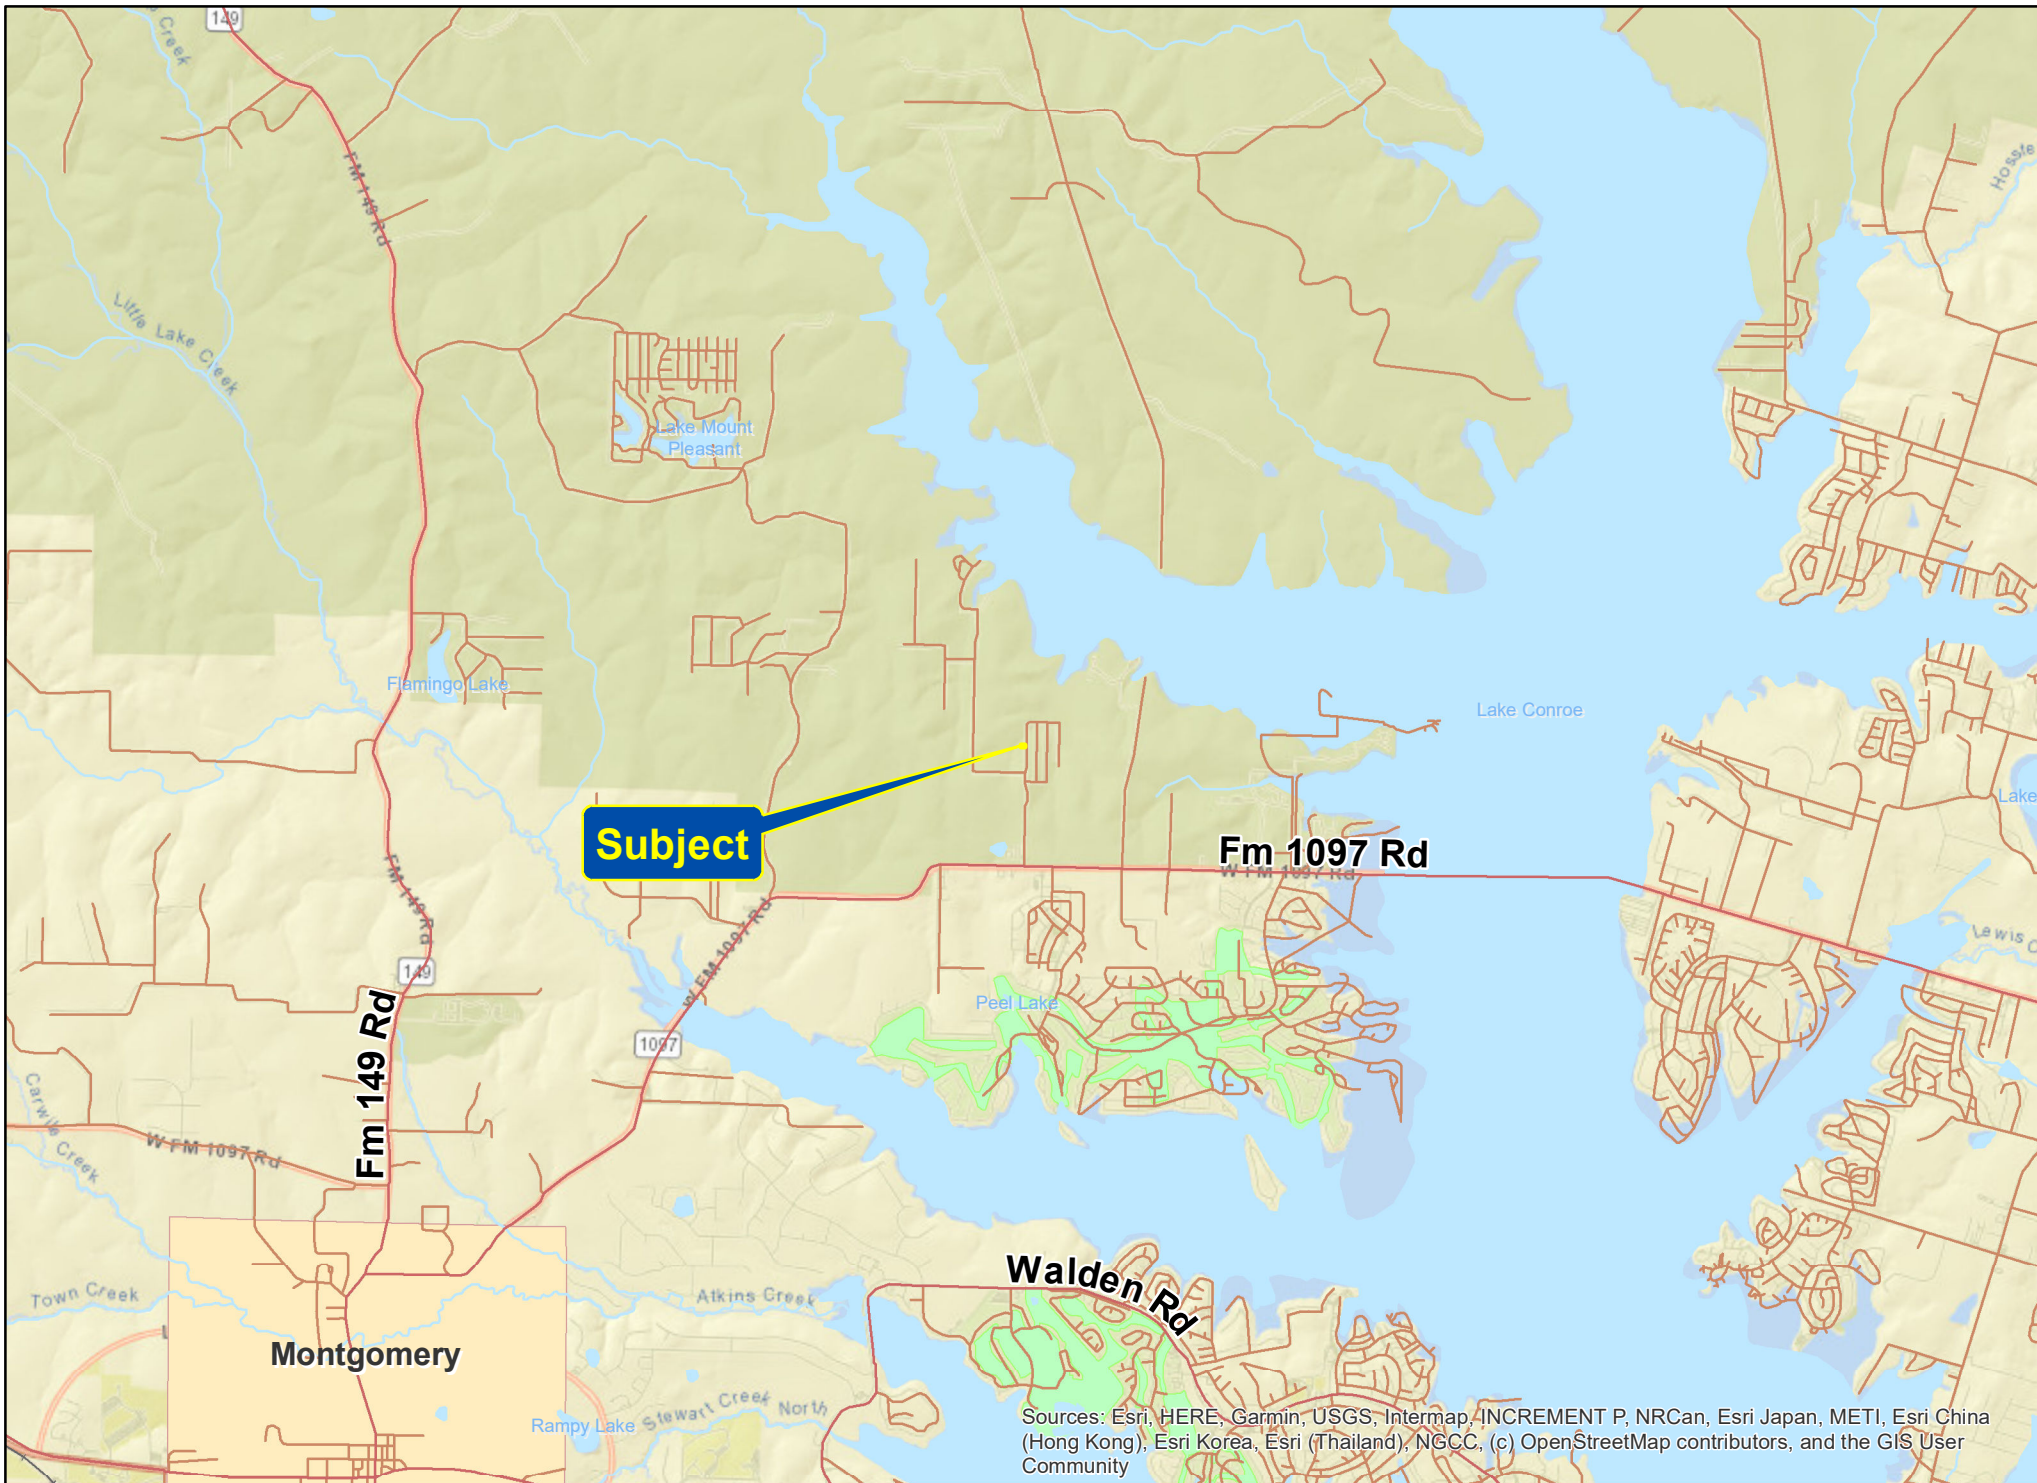 149
Creek
Hosste
FM 149 Rd
Little Lake Creek
Lake Mount
Pleasant
Flamingo Lake
Lake Conroe
Lake
Subject
Fm 1097 Rd
W FM 1097 Rd
FM 149 Rd
W FM 1097 Rd
Lewis C
149
Peel Lake
Fm 149 Rd
1097
Carwile Creek
W FM 1097 Rd
Walden Rd
Town Creek
Atkins Creek
Montgomery
Rampy Lake
Stewart Creek North
Sources: Esri, HERE, Garmin, USGS, Intermap, INCREMENT P, NRCan, Esri Japan, METI, Esri China
(Hong Kong), Esri Korea, Esri (Thailand), NGCC, (c) OpenStreetMap contributors, and the GIS User
Community